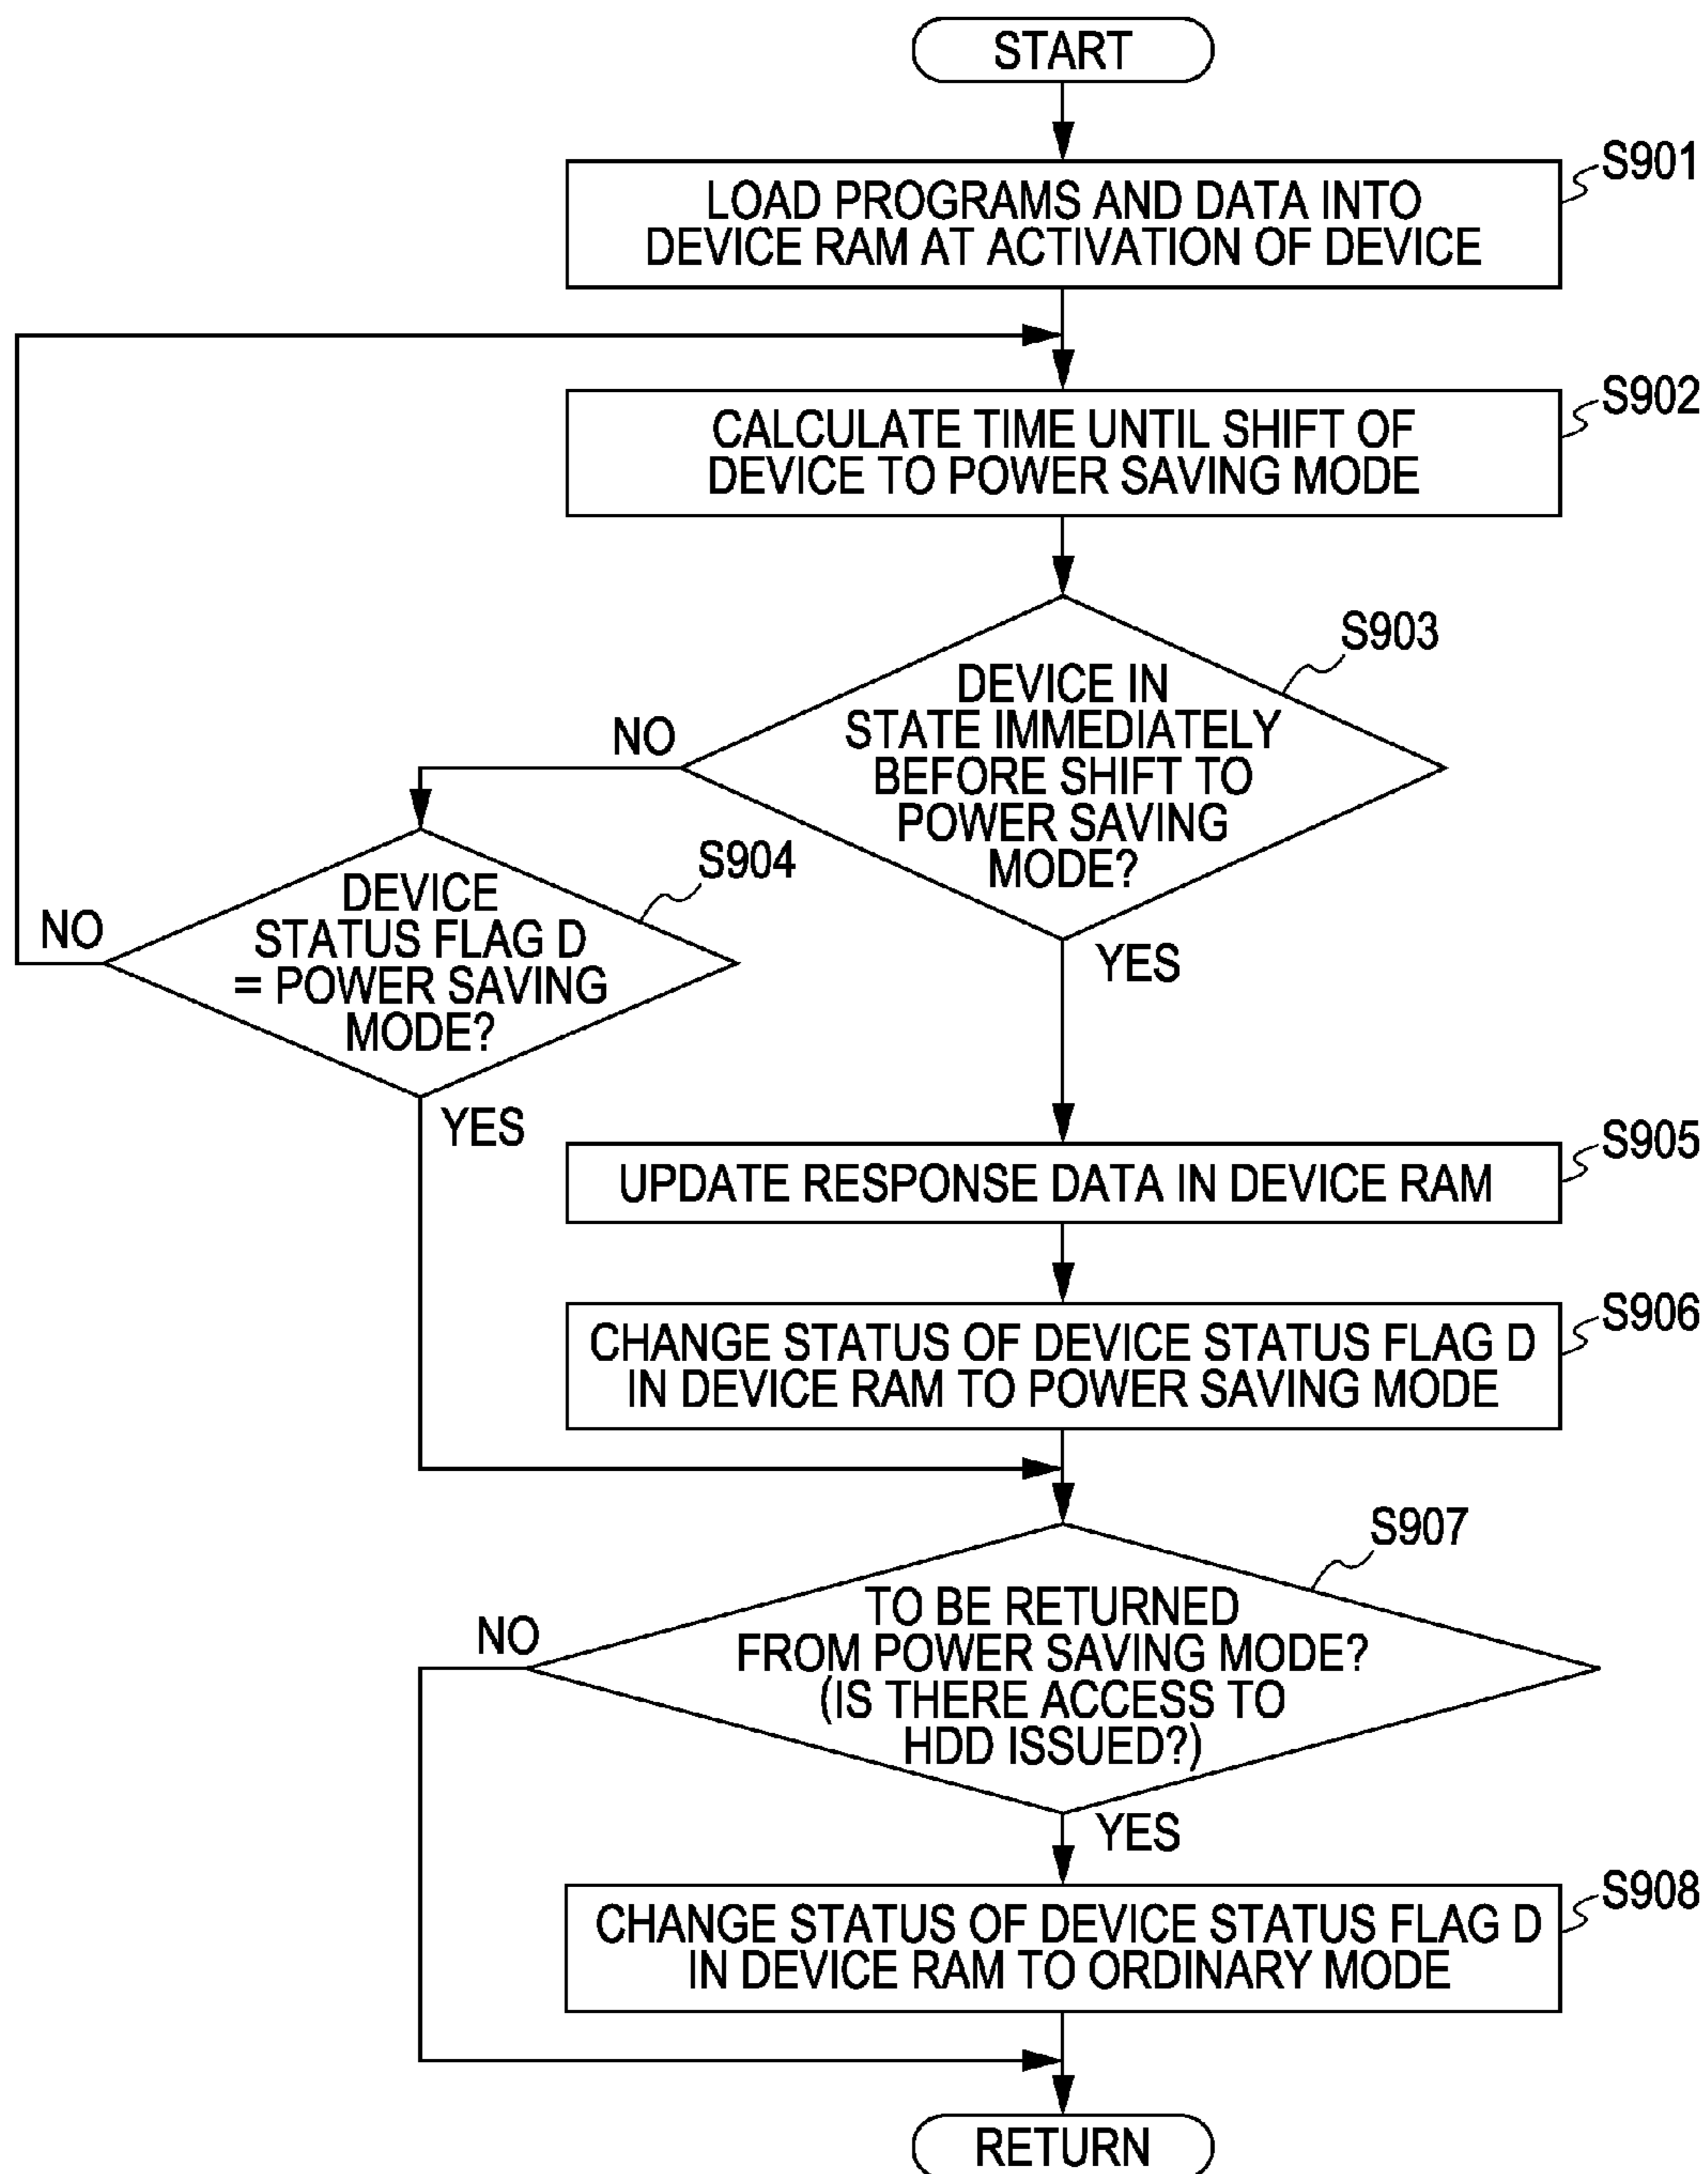 START
S901
LOAD PROGRAMS AND DATA INTO
DEVICE RAM AT ACTIVATION OF DEVICE
S902
CALCULATE TIME UNTIL SHIFT OF
DEVICE TO POWER SAVING MODE
S903
DEVICE IN
STATE IMMEDIATELY
BEFORE SHIFT TO
POWER SAVING
MODE?
NO
YES
S904
DEVICE
STATUS FLAG D
= POWER SAVING
MODE?
NO
YES
S905
UPDATE RESPONSE DATA IN DEVICE RAM
S906
CHANGE STATUS OF DEVICE STATUS FLAG D
IN DEVICE RAM TO POWER SAVING MODE
S907
TO BE RETURNED
FROM POWER SAVING MODE?
(IS THERE ACCESS TO
HDD ISSUED?)
NO
YES
S908
CHANGE STATUS OF DEVICE STATUS FLAG D
IN DEVICE RAM TO ORDINARY MODE
RETURN